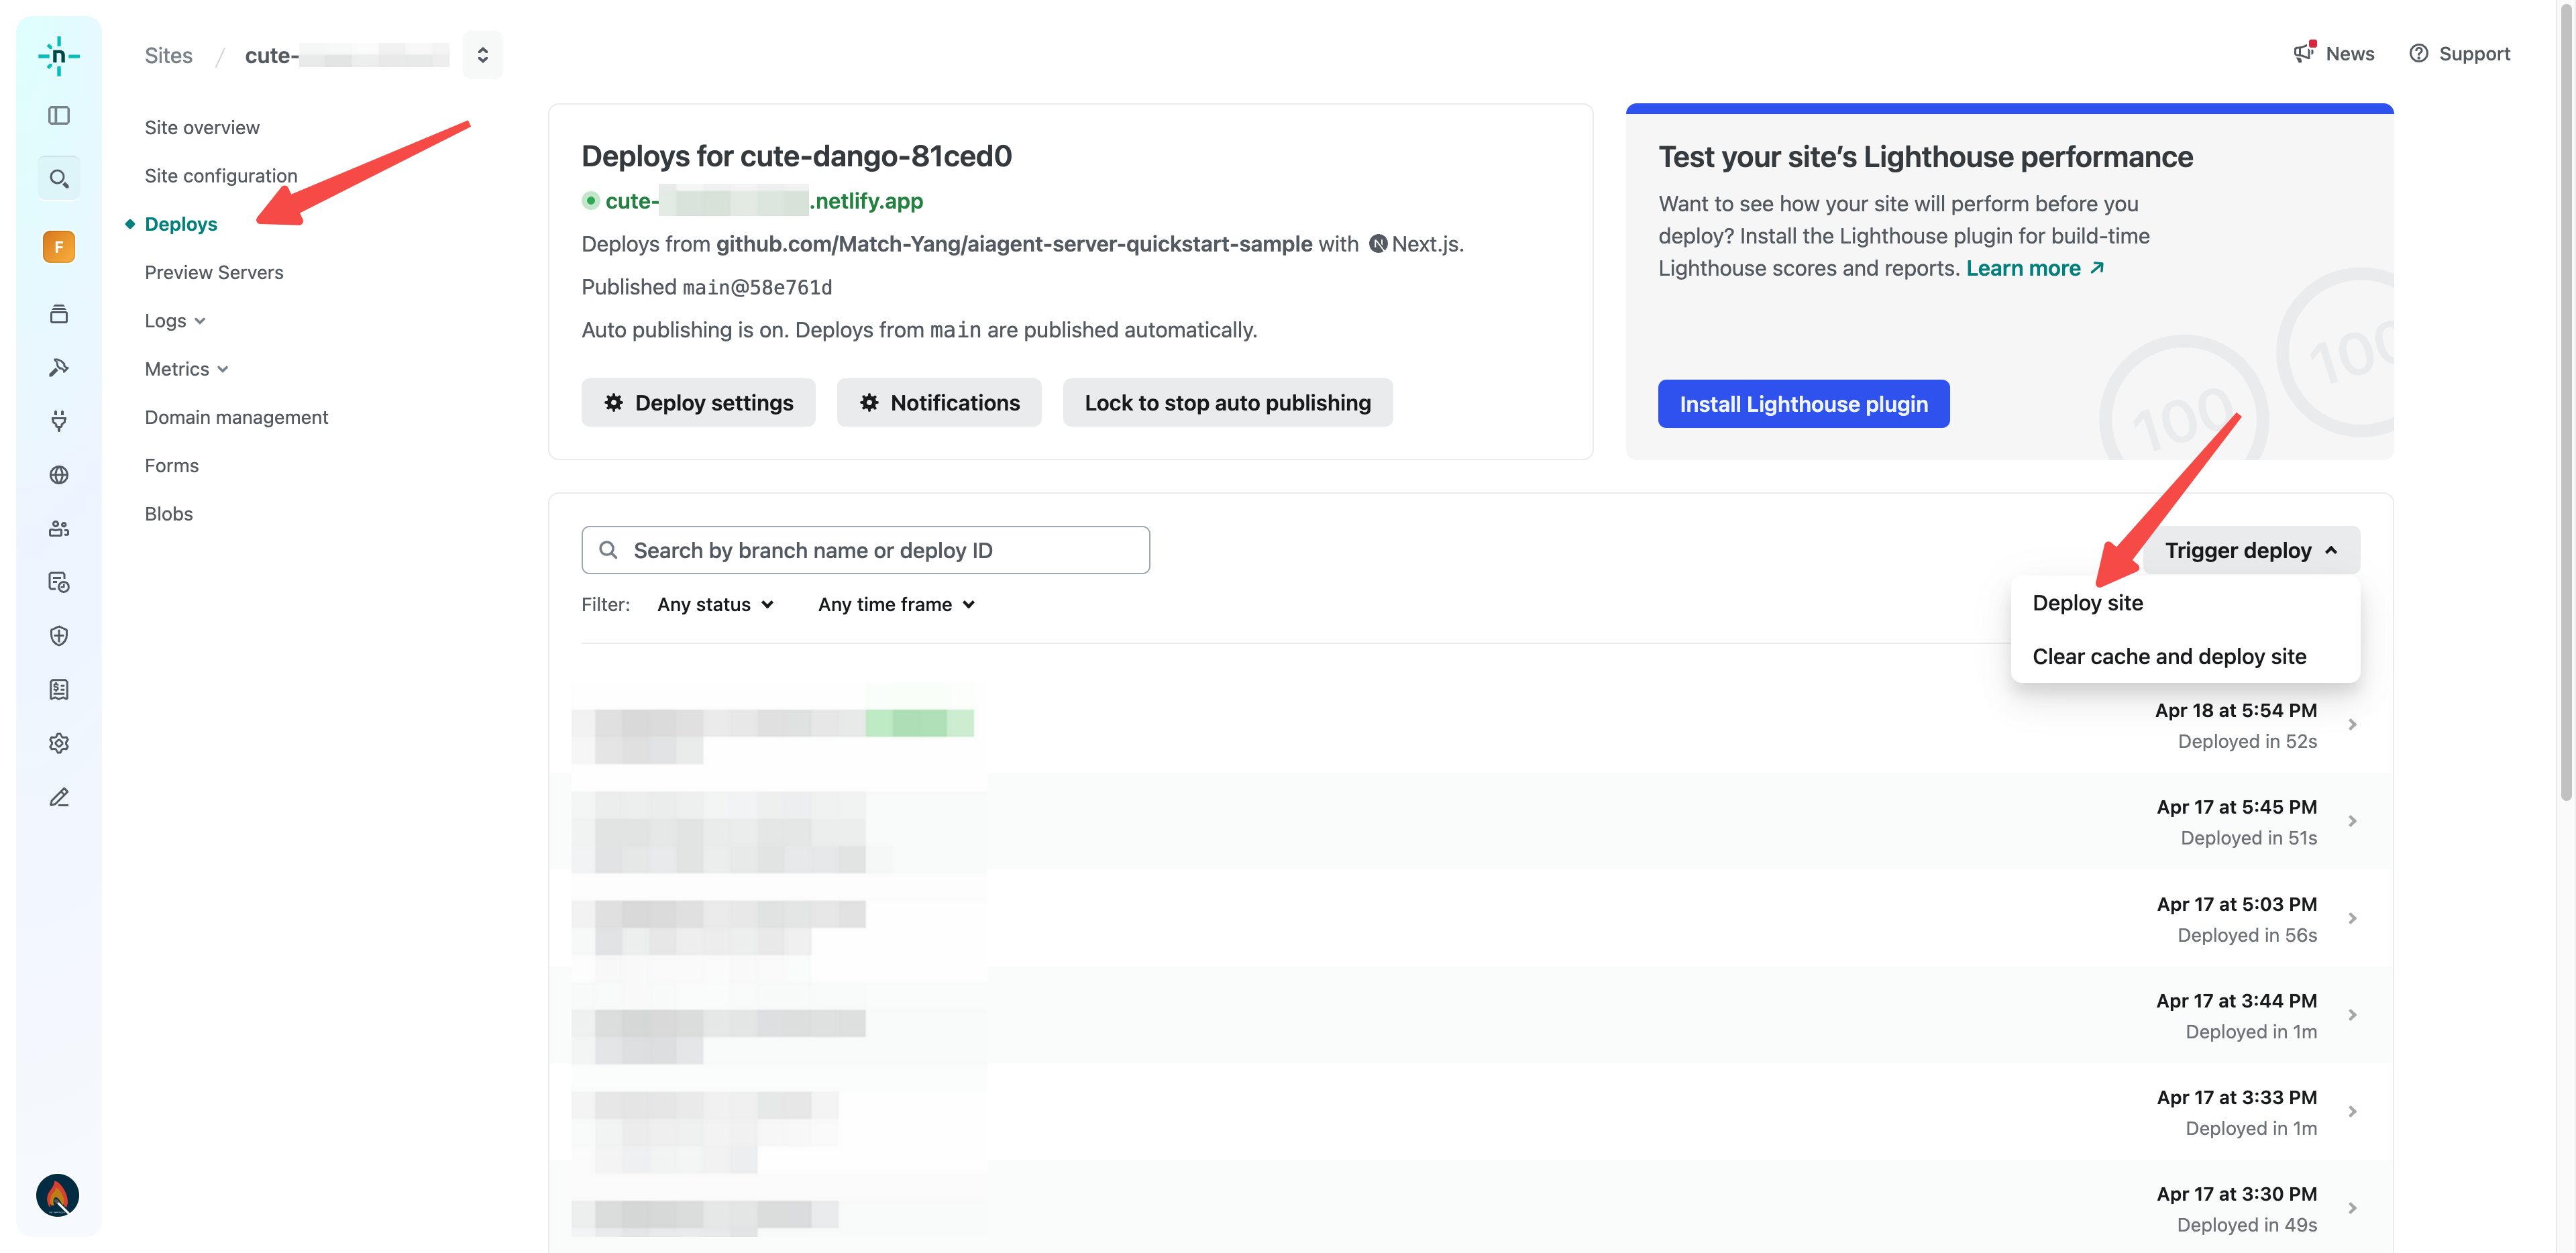 n
Sites / cute-
News
Support
Site overview
Site configuration
Deploys
F
Preview Servers
Logs
Metrics
Domain management
Forms
Blobs
Deploys for cute-dango-81ced0
cute- .netlify.app
Deploys from github.com/Match-Yang/aiagent-server-quickstart-sample with N Next.js.
Published main@58e761d
Auto publishing is on. Deploys from main are published automatically.
Deploy settings
Notifications
Lock to stop auto publishing
Test your site’s Lighthouse performance
Want to see how your site will perform before you
deploy? Install the Lighthouse plugin for build-time
Lighthouse scores and reports. Learn more
100
100
Install Lighthouse plugin
Search by branch name or deploy ID
Trigger deploy
Filter: Any status Any time frame
Deploy site
Clear cache and deploy site
Apr 18 at 5:54 PM
Deployed in 52s
Apr 17 at 5:45 PM
Deployed in 51s
Apr 17 at 5:03 PM
Deployed in 56s
Apr 17 at 3:44 PM
Deployed in 1m
Apr 17 at 3:33 PM
Deployed in 1m
Apr 17 at 3:30 PM
Deployed in 49s